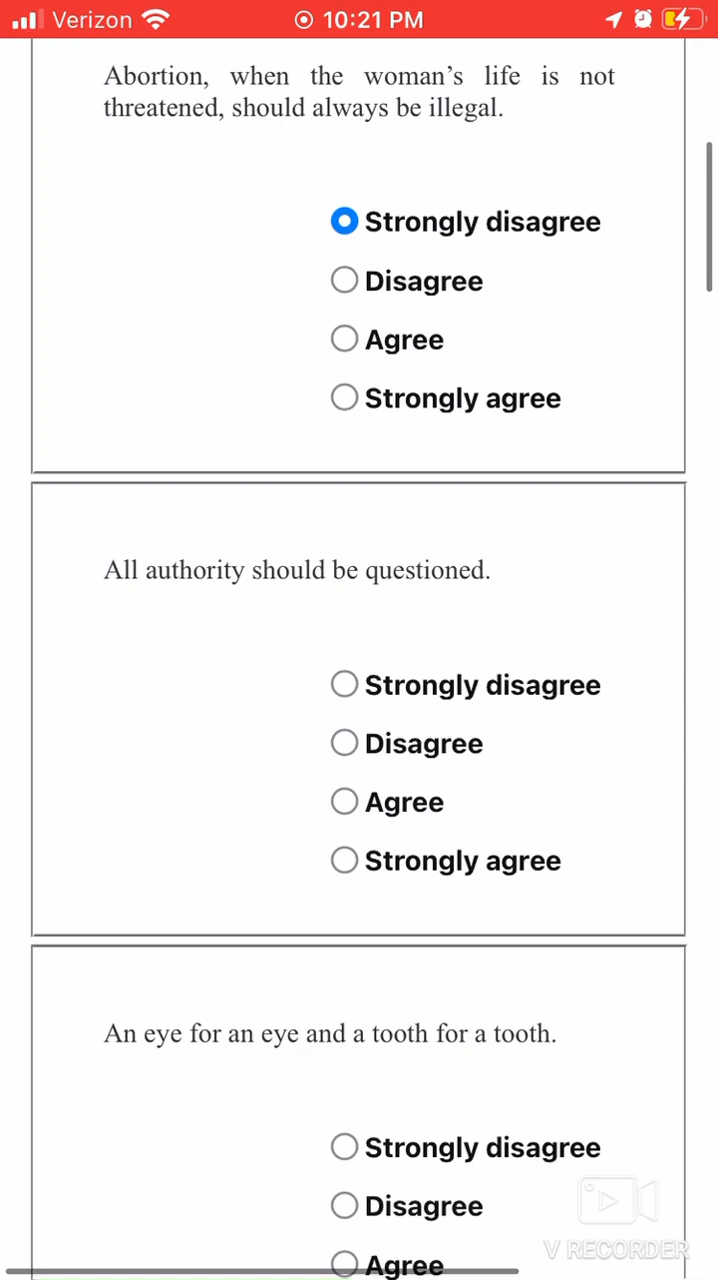 Verizon 10:21 PM
Abortion, when the woman’s life is not
threatened, should always be illegal.
Strongly disagree
Disagree
Agree
Strongly agree
All authority should be questioned.
Strongly disagree
Disagree
Agree
Strongly agree
An eye for an eye and a tooth for a tooth.
Strongly disagree
Disagree
Agree
V RECORDER